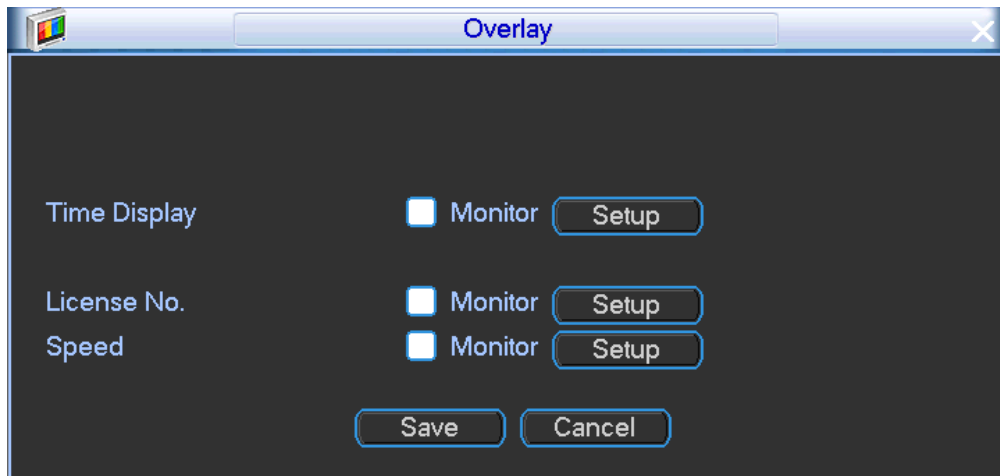 Overlay
Time Display Monitor Setup
License No. Monitor Setup
Speed Monitor Setup
Save Cancel